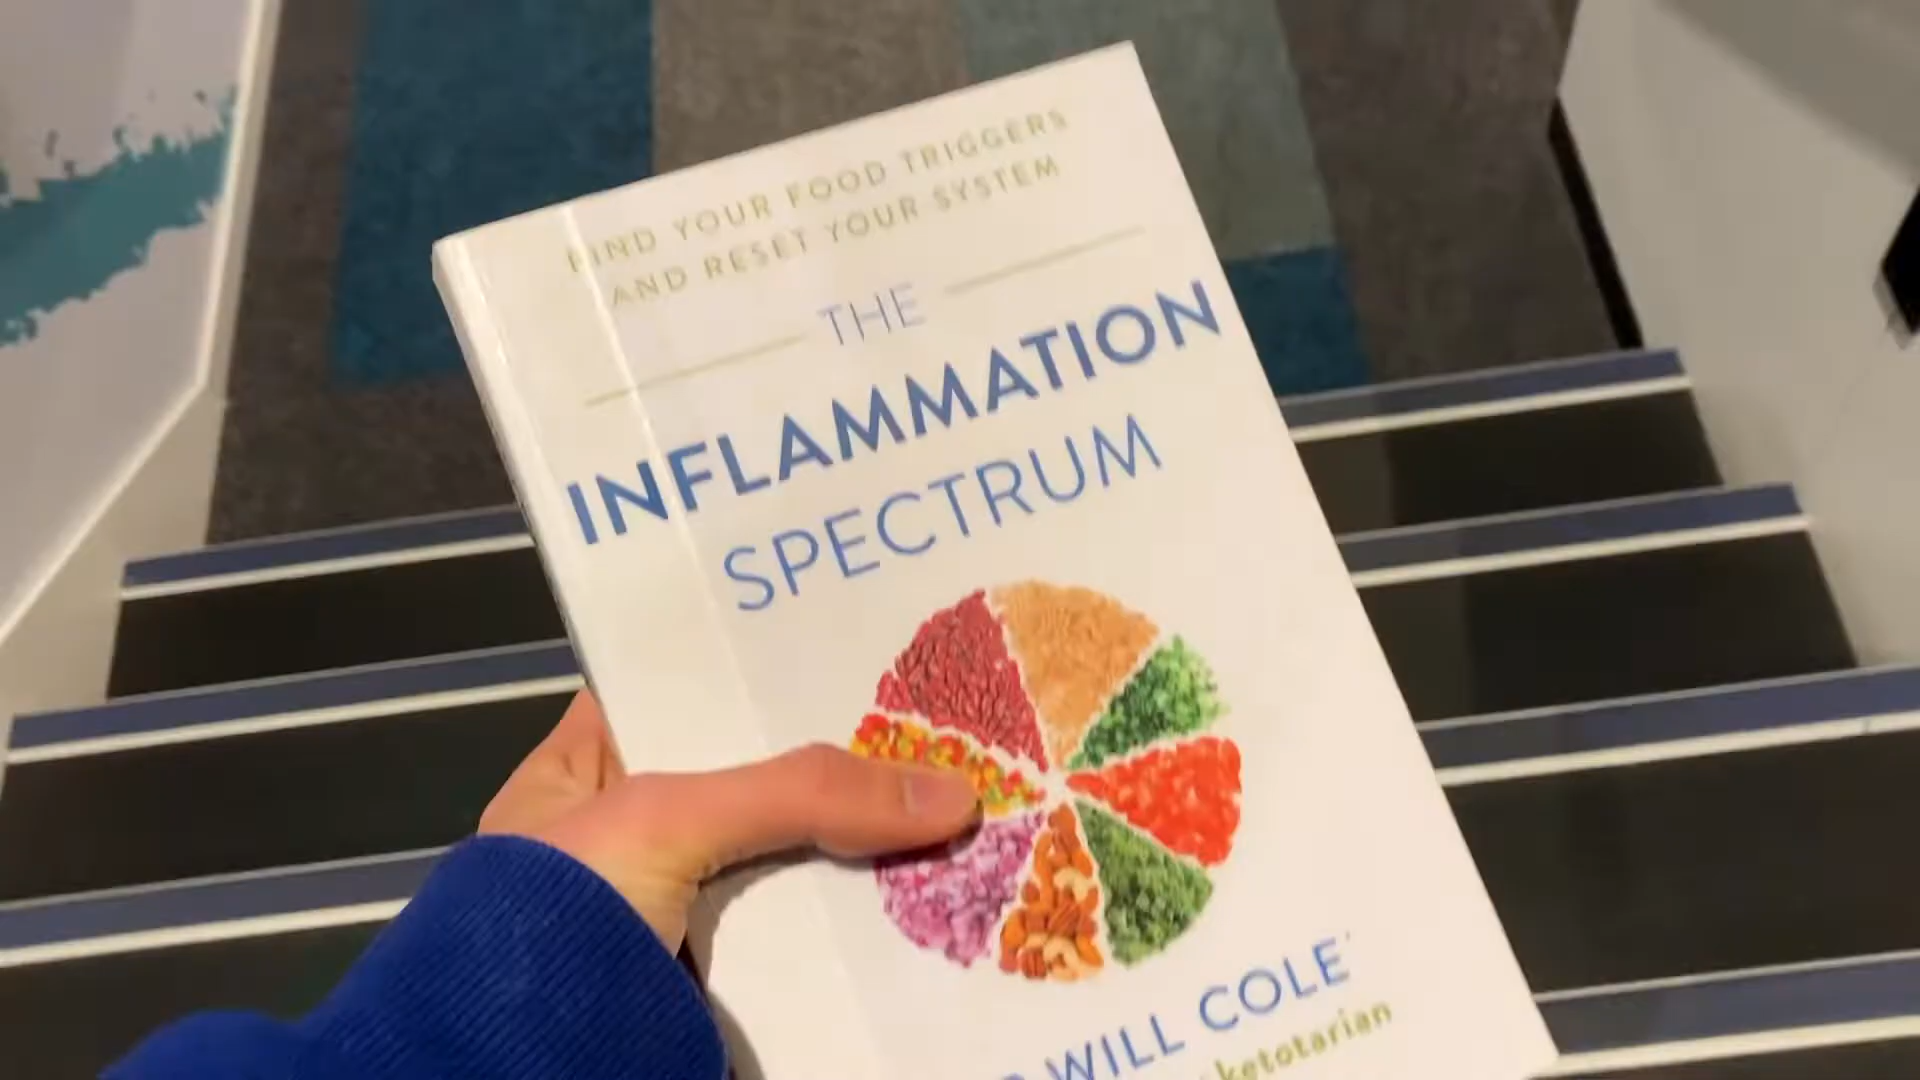 FIND YOUR FOOD TRIGGERS
AND RESET YOUR SYSTEM
THE
INFLAMMATION
SPECTRUM
WILL COLE
ketotarian